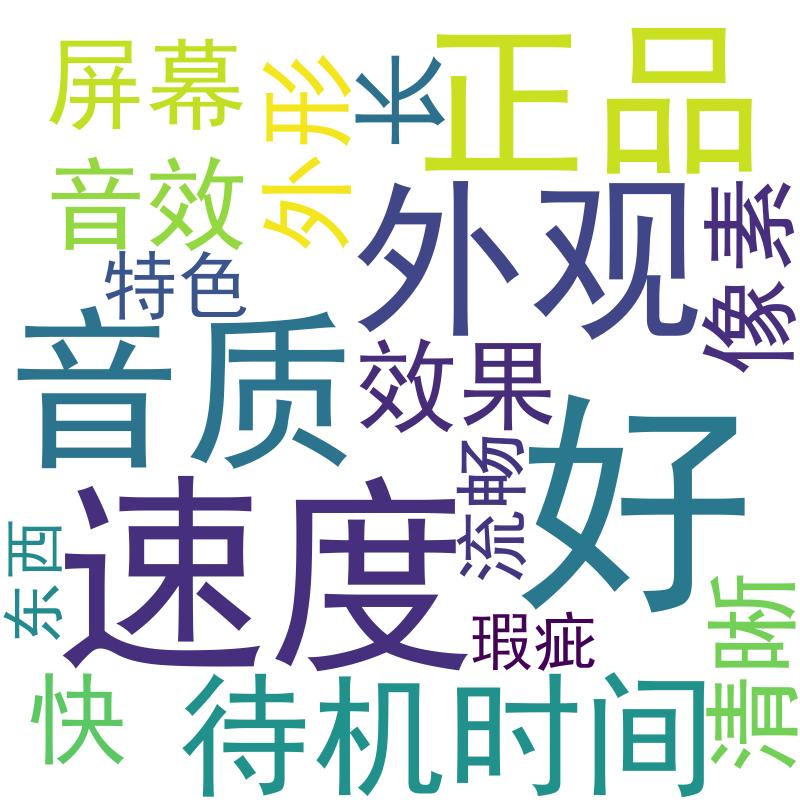 屏幕
外形
长
正品
音效
外观
像素
特色
音质
效果
好
流畅
速度
东西
瑕疵
清晰
快
待机时间